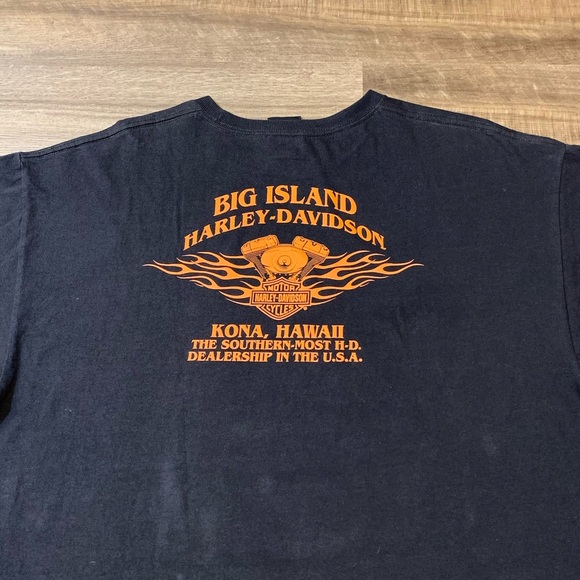 BIG ISLAND
HARLEY-DAVIDSON
MOTOR
HARLEY-DAVIDSON
CYCLES
KONA, HAWAII
THE SOUTHERN-MOST H-D.
DEALERSHIP IN THE U.S.A.